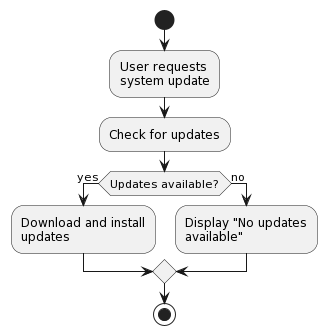 User requests
system update
Check for updates
yes
Updates available?
no
Download and install
updates
Display "No updates
available"